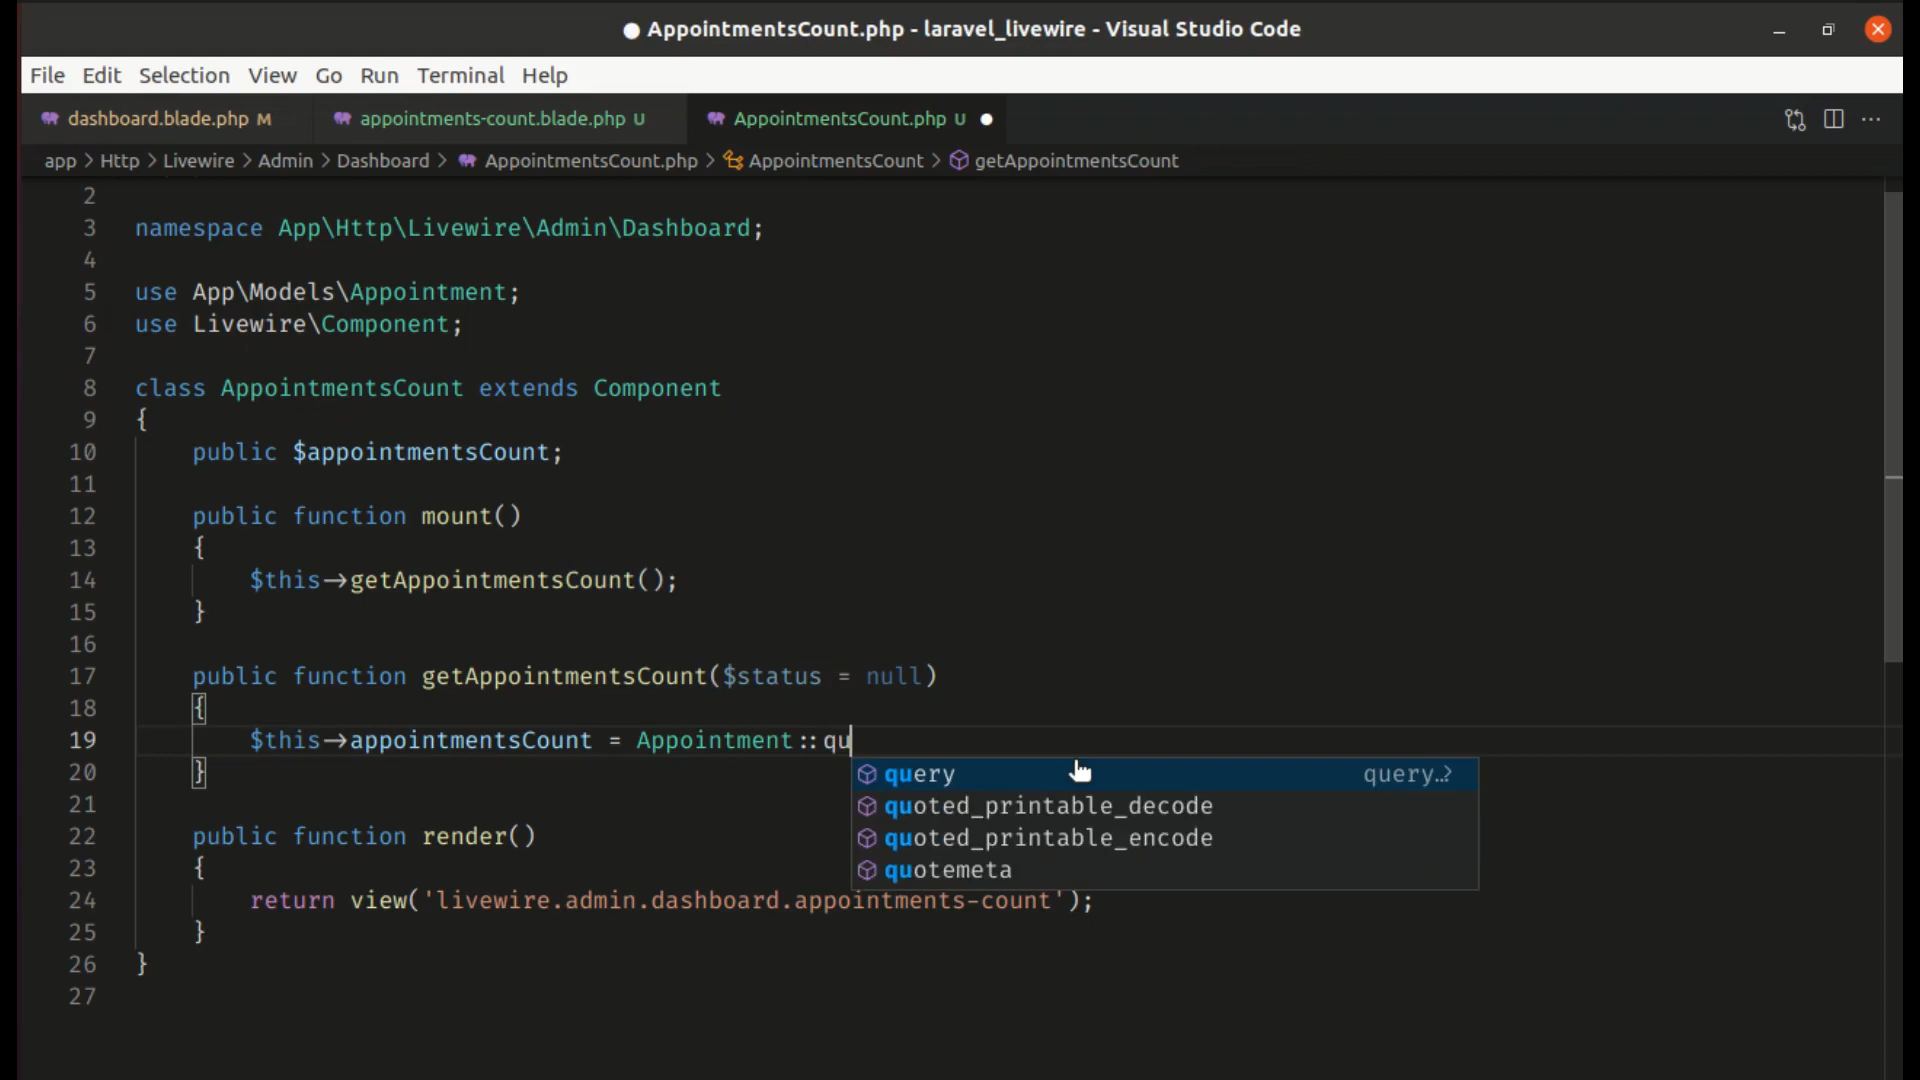 AppointmentsCount.php - laravel_livewire - Visual Studio Code
File Edit Selection View Go Run Terminal Help
dashboard.blade.php M appointments-count.blade.php U AppointmentsCount.php U
app > Http > Livewire > Admin > Dashboard > AppointmentsCount.php > AppointmentsCount > getAppointmentsCount
2
3 namespace App\Http\Livewire\Admin\Dashboard;
4
5 use App\Models\Appointment;
6 use Livewire\Component;
7
8 class AppointmentsCount extends Component
9 {
10 public $appointmentsCount;
11
12 public function mount()
13 {
14 $this->getAppointmentsCount();
15 }
16
17 public function getAppointmentsCount($status = null)
18 {
19 $this->appointmentsCount = Appointment::qu
query query…>
20 }
quoted_printable_decode
21
quoted_printable_encode
22 public function render()
23 {
quotemeta
24 return view('livewire.admin.dashboard.appointments-count');
25 }
26 }
27